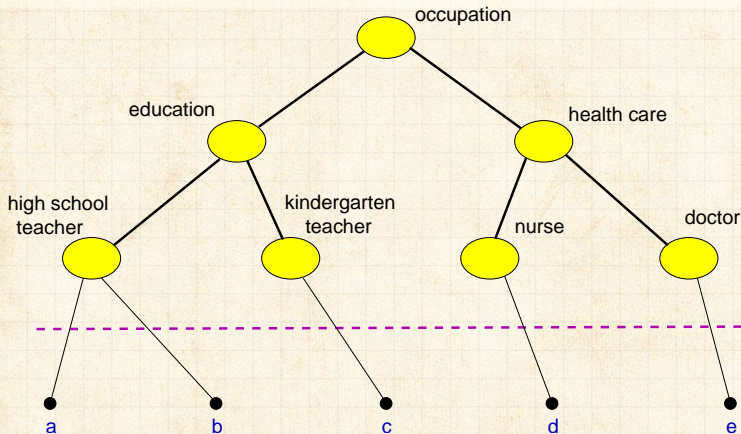 occupation
education
health care
high school
teacher
kindergarten
teacher
nurse
doctor
a
b
c
d
e